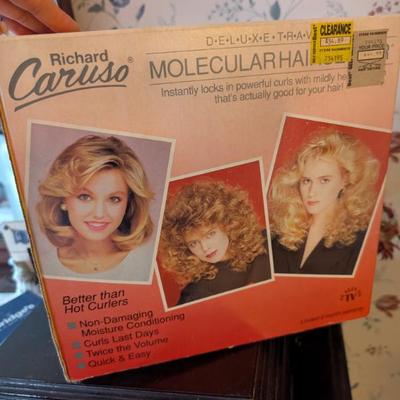 Richard
Caruso®
DELUXE
MOLECULAR HAI
Instantly locks in powerful curls with mildly he
that's actually good for your hair!
CLEARANCE
Better than
Hot Curlers
Non-Damaging
Moisture Conditioning
Curls Last Days
Twice the Volume
Quick & Easy